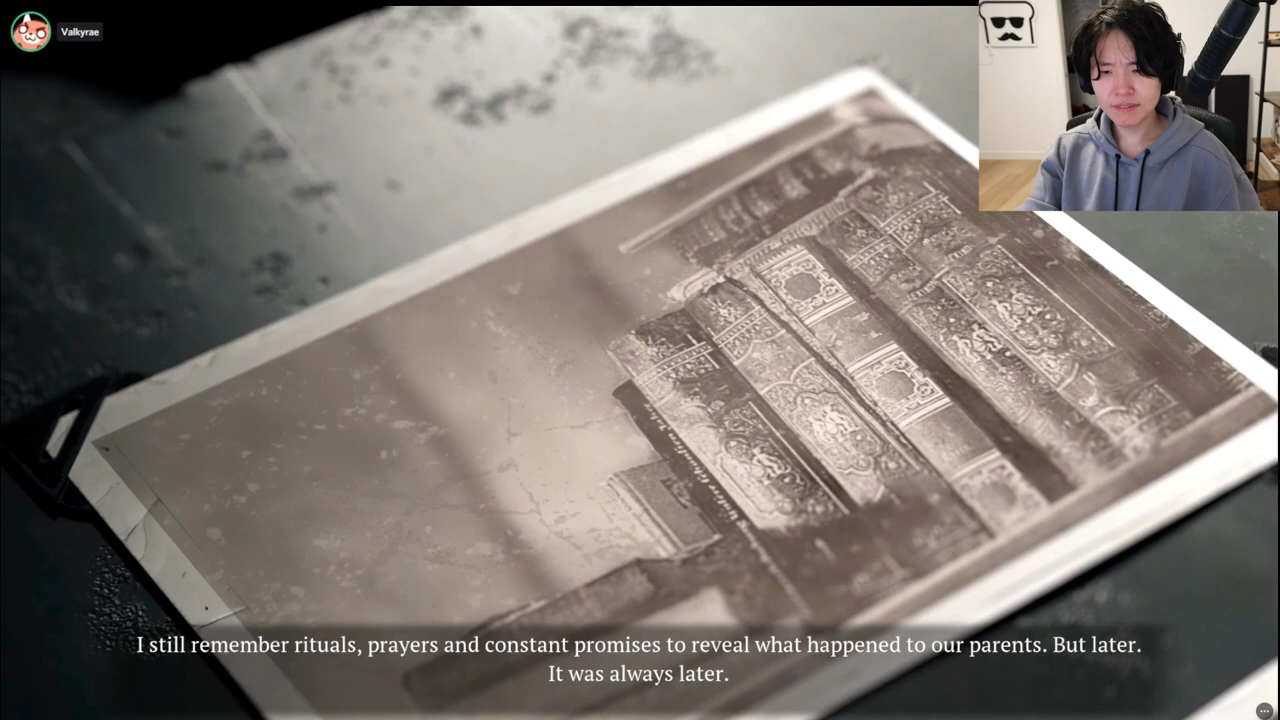 Valkyrae
I still remember rituals, prayers and constant promises to reveal what happened to our parents. But later.
It was always later.